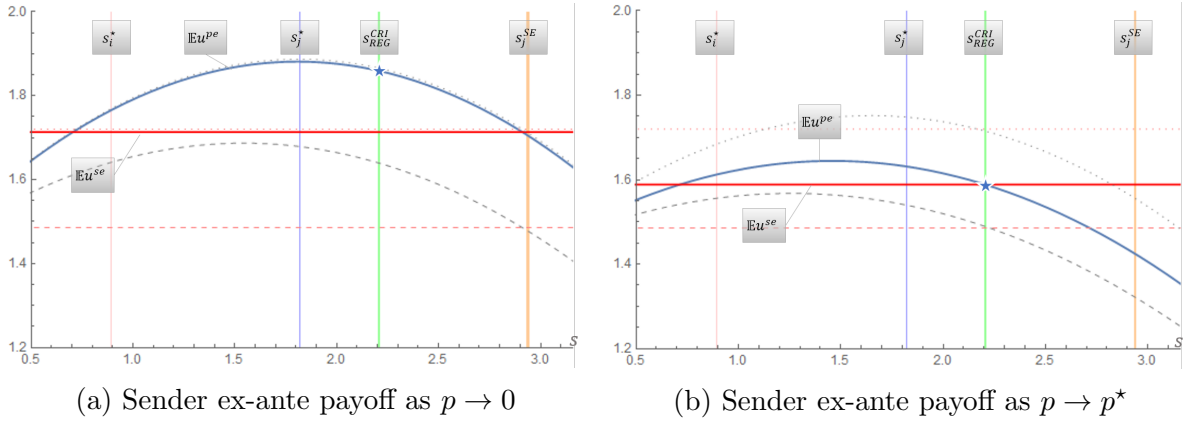 2.0
1.8
1.6
1.4
1.2
0.5 1.0 1.5 2.0 2.5 3.0
s_i^⋆ 𝔼u^{pe} s_j^⋆ s_{REG}^{CRI} s_j^{SE}
𝔼u^{se}
S
(a) Sender ex-ante payoff as p → 0
2.0
1.8
1.6
1.4
1.2
0.5 1.0 1.5 2.0 2.5 3.0
s_i^⋆ s_j^⋆ s_{REG}^{CRI} s_j^{SE}
𝔼u^{pe}
𝔼u^{se}
S
(b) Sender ex-ante payoff as p → p^⋆